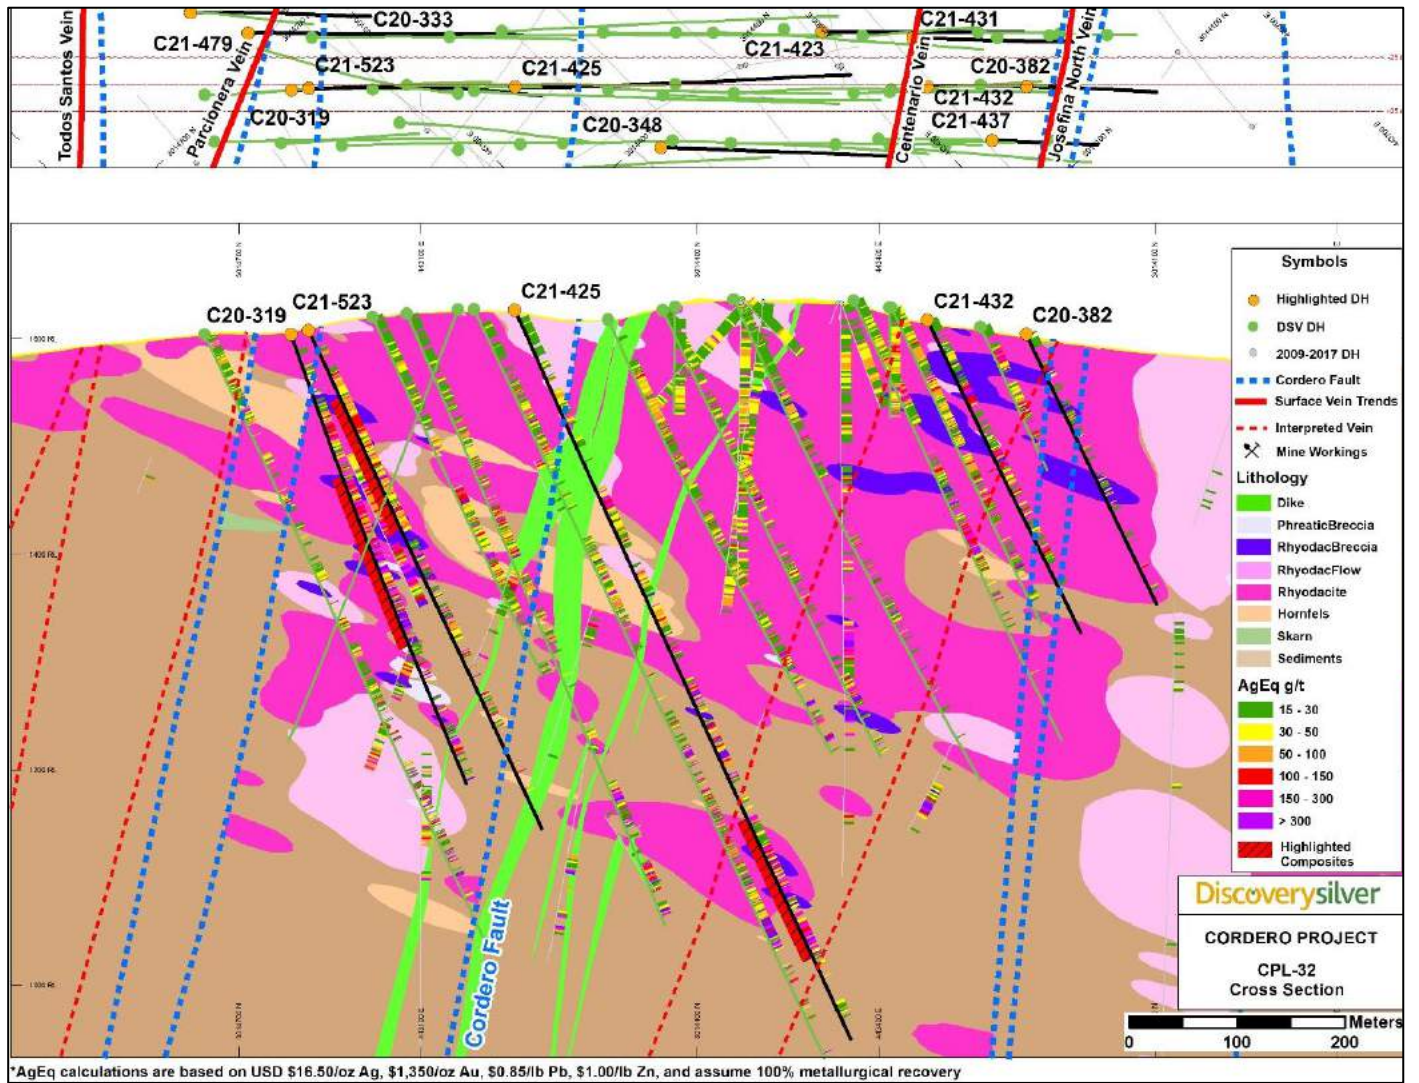 C20-333
C21-431
C21-479
C21-423
C21-523
C21-425
C20-382
C21-432
C20-319
C20-348
C21-437
Todos Santos Vein
Parcionera Vein
Centenario Vein
Josefina North Vein
C20-319
C21-523
C21-425
C21-432
C20-382
Cordero Fault
Symbols
Highlighted DH
DSV DH
2009-2017 DH
Cordero Fault
Surface Vein Trends
Interpreted Vein
Mine Workings
Lithology
Dike
PhreaticBreccia
RhyodacBreccia
RhyodacFlow
Rhyodacite
Hornfels
Skarn
Sediments
AgEq g/t
15 - 30
30 - 50
50 - 100
100 - 150
150 - 300
> 300
Highlighted
Composites
Discoverysilver
CORDERO PROJECT
CPL-32
Cross Section
Meters
0 100 200
*AgEq calculations are based on USD $16.50/oz Ag, $1,350/oz Au, $0.85/lb Pb, $1.00/lb Zn, and assume 100% metallurgical recovery